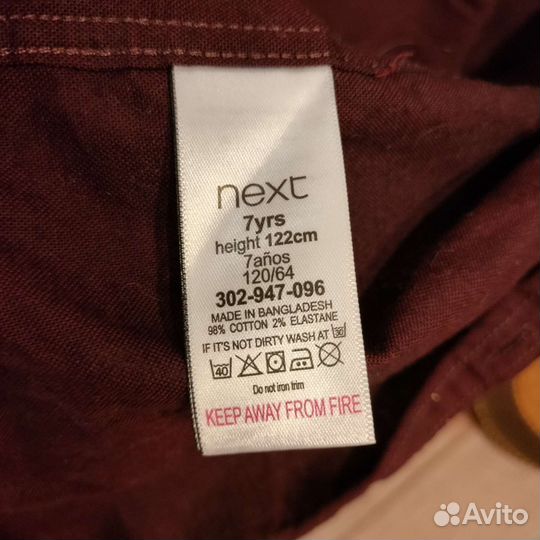 next
7yrs
height 122cm
7años
120/64
302-947-096
MADE IN BANGLADESH
98% COTTON 2% ELASTANE
IF IT'S NOT DIRTY WASH AT 30
40
Do not iron trim
KEEP AWAY FROM FIRE
Avito